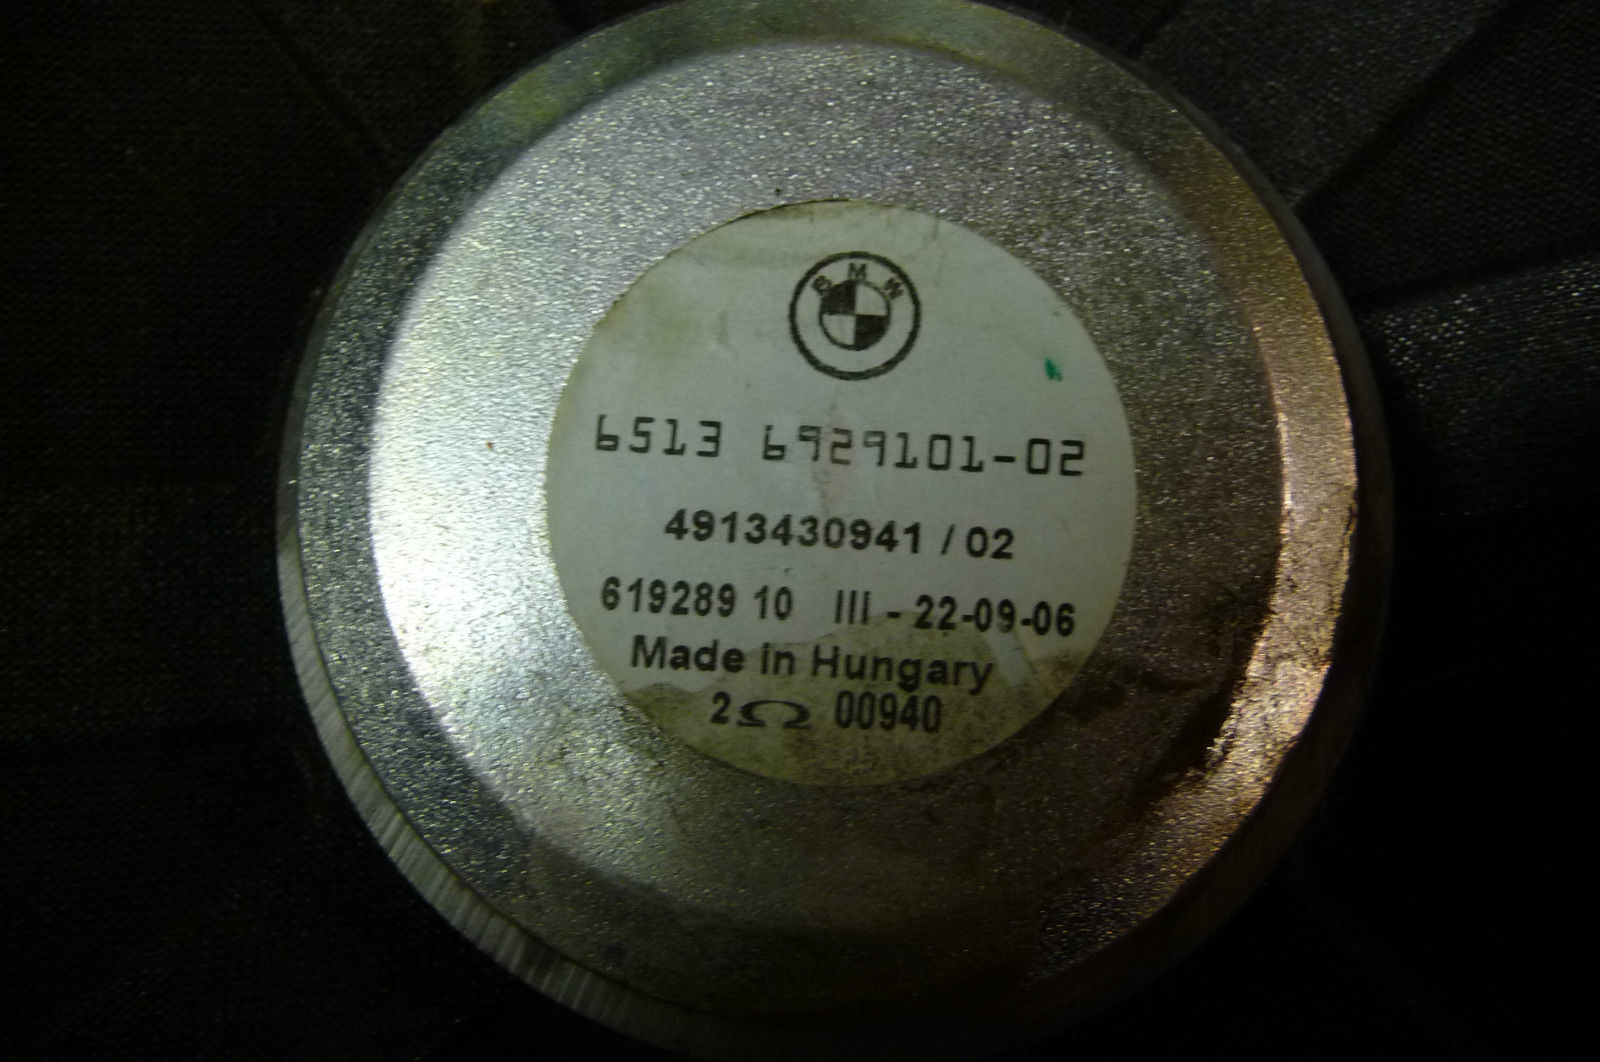 BMW
6513 6929101-02
4913430941 / 02
619289 10 III - 22-09-06
Made in Hungary
2Ω 00940